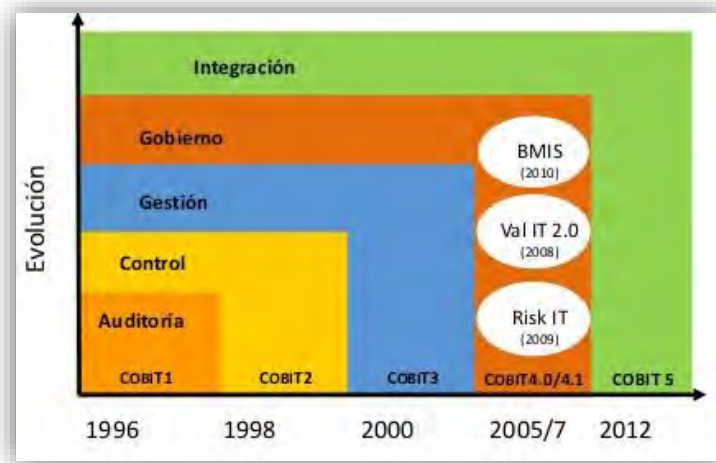 Integración
Gobierno
BMIS
(2010)
Gestión
Val IT 2.0
(2008)
Control
Auditoría
Risk IT
(2009)
COBIT1
COBIT2
COBIT3
COBIT4.0/4.1
COBIT 5
Evolución
1996
1998
2000
2005/7
2012